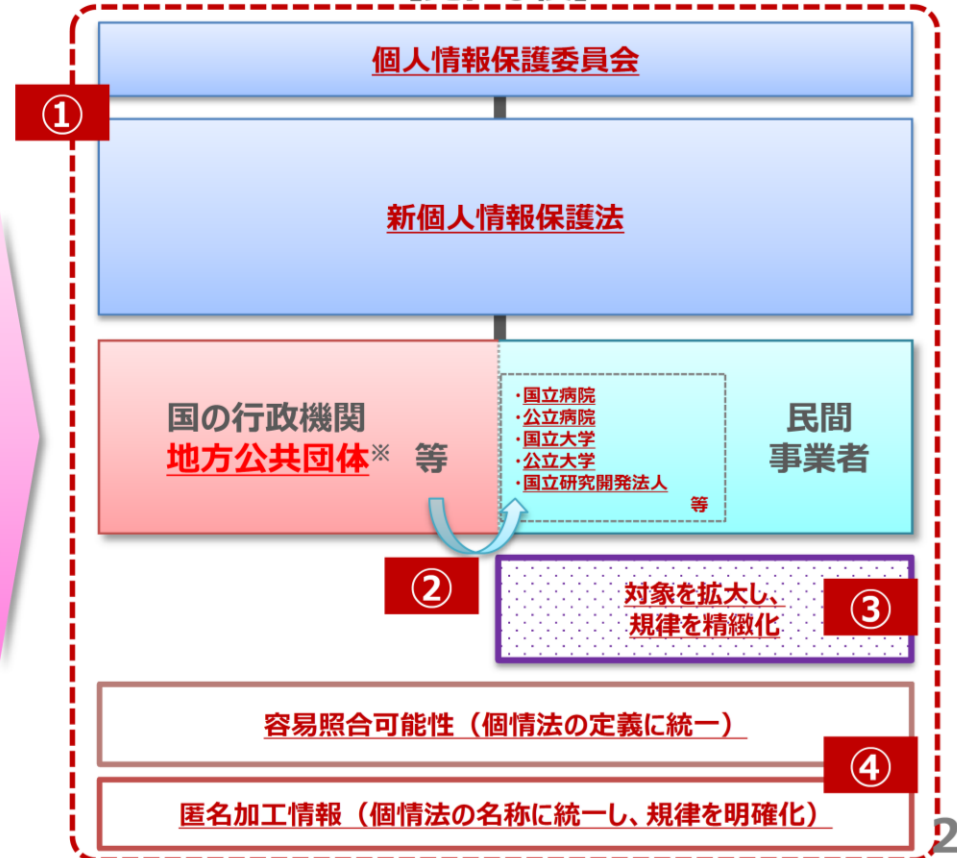 個人情報保護委員会
①
新個人情報保護法
国の行政機関
地方公共団体※ 等
・国立病院
・公立病院
・国立大学
・公立大学
・国立研究開発法人
等
民間
事業者
②
対象を拡大し、
規律を精緻化
③
容易照合可能性（個情法の定義に統一）
④
匿名加工情報（個情法の名称に統一し、規律を明確化）
2